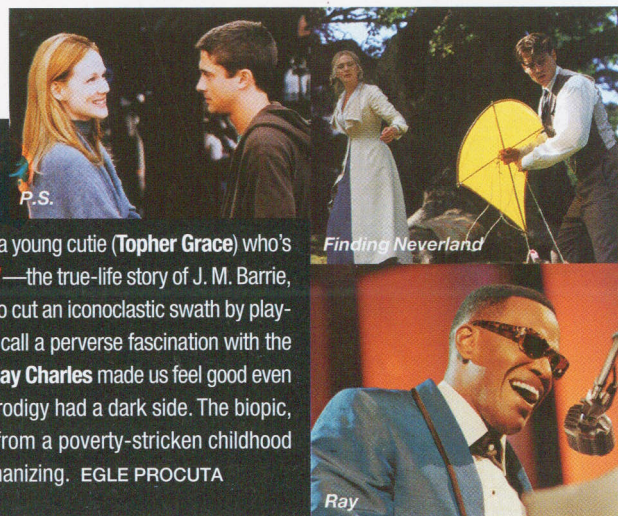 P.S.
Finding Neverland
a young cutie (Topher Grace) who's
—the true-life story of J. M. Barrie,
o cut an iconoclastic swath by play-
call a perverse fascination with the
ay Charles made us feel good even
rodigy had a dark side. The biopic,
from a poverty-stricken childhood
nanizing. EGLE PROCUTA
Ray